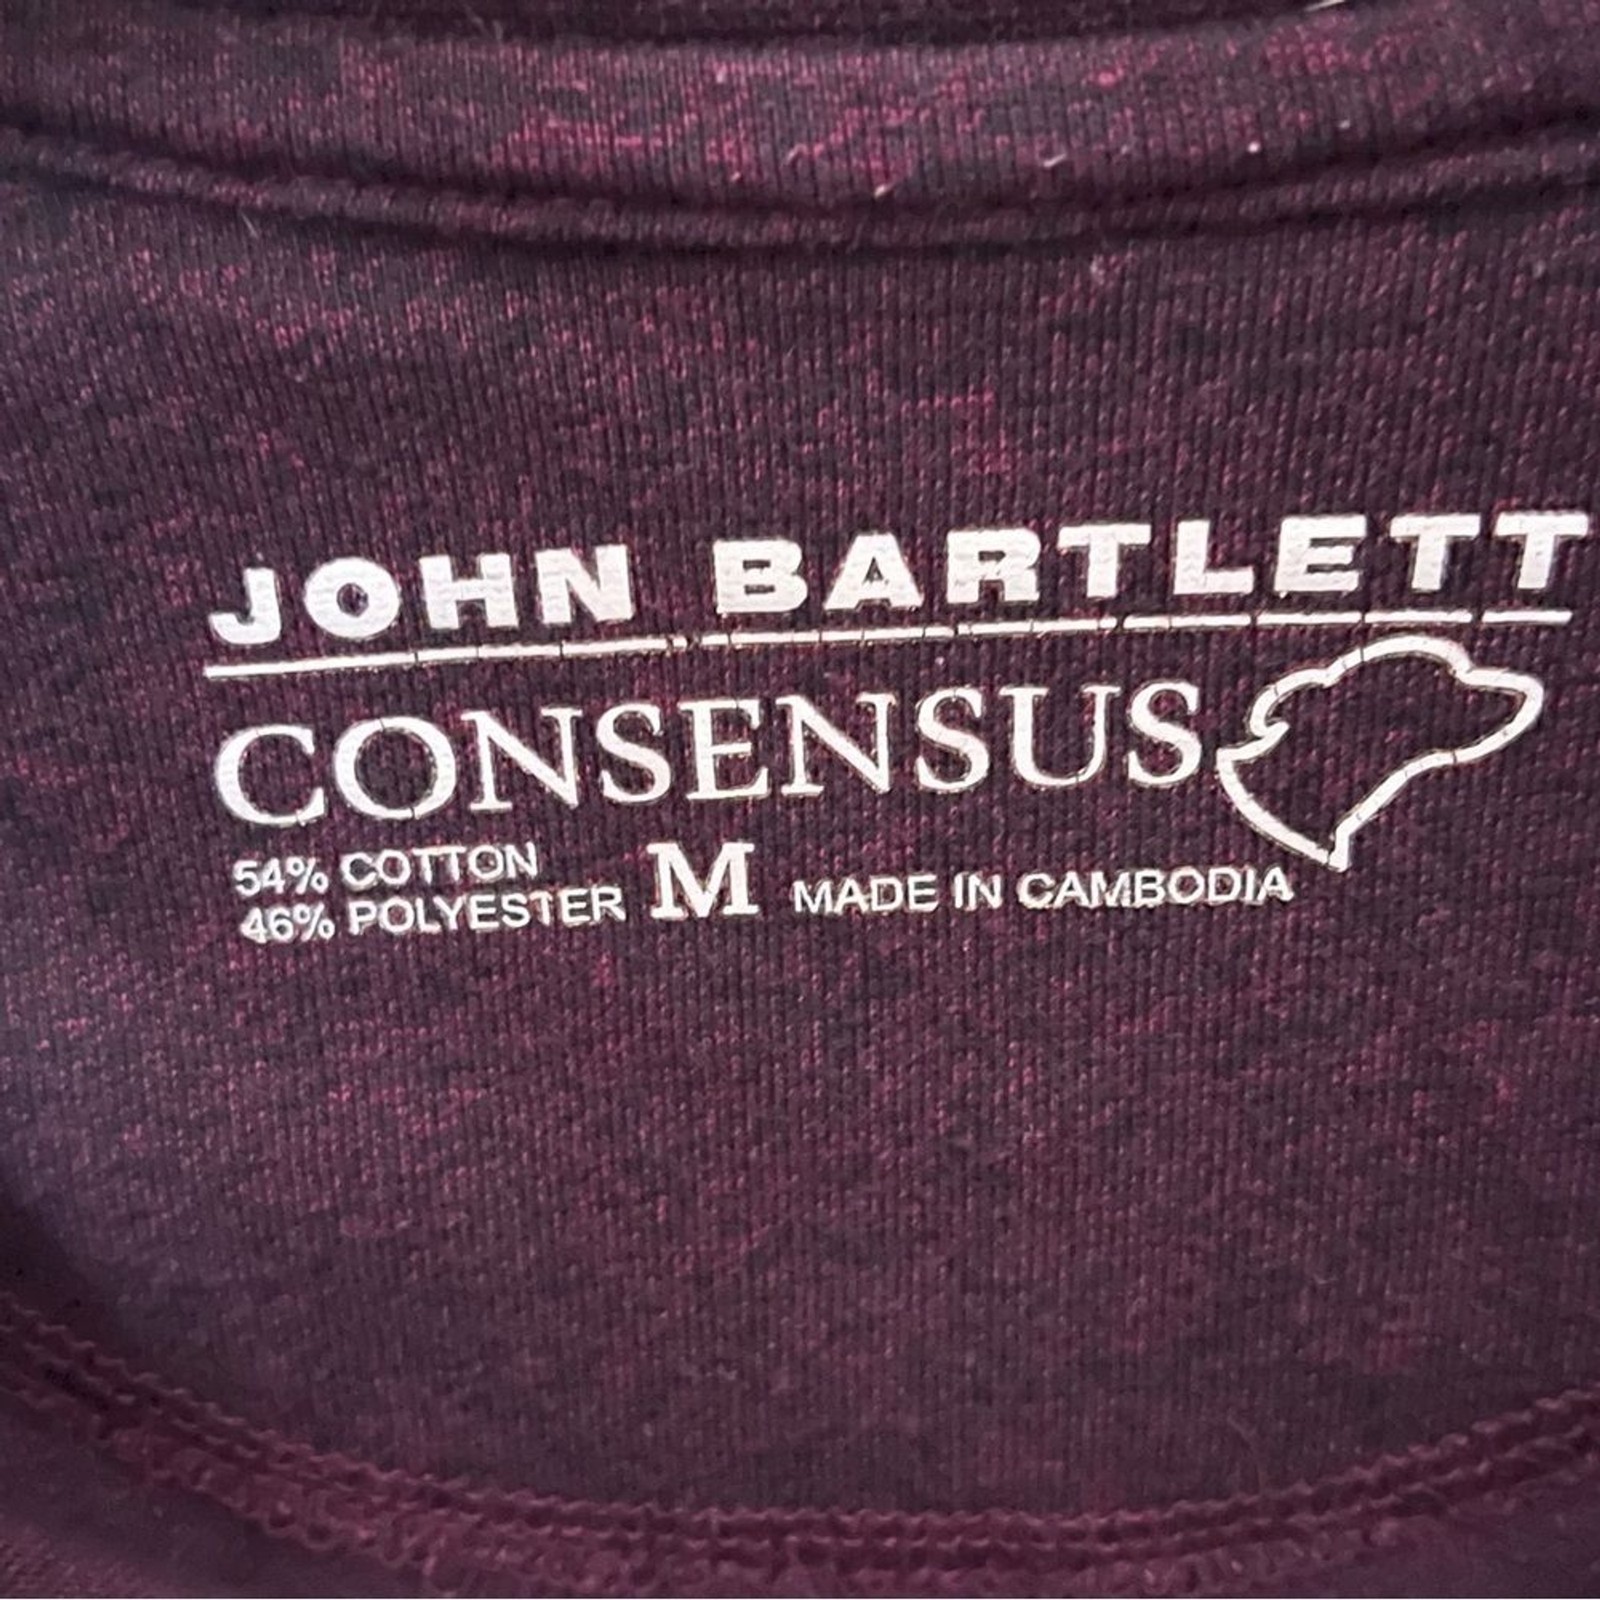 JOHN BARTLETT
CONSENSUS
54% COTTON
46% POLYESTER
M
MADE IN CAMBODIA